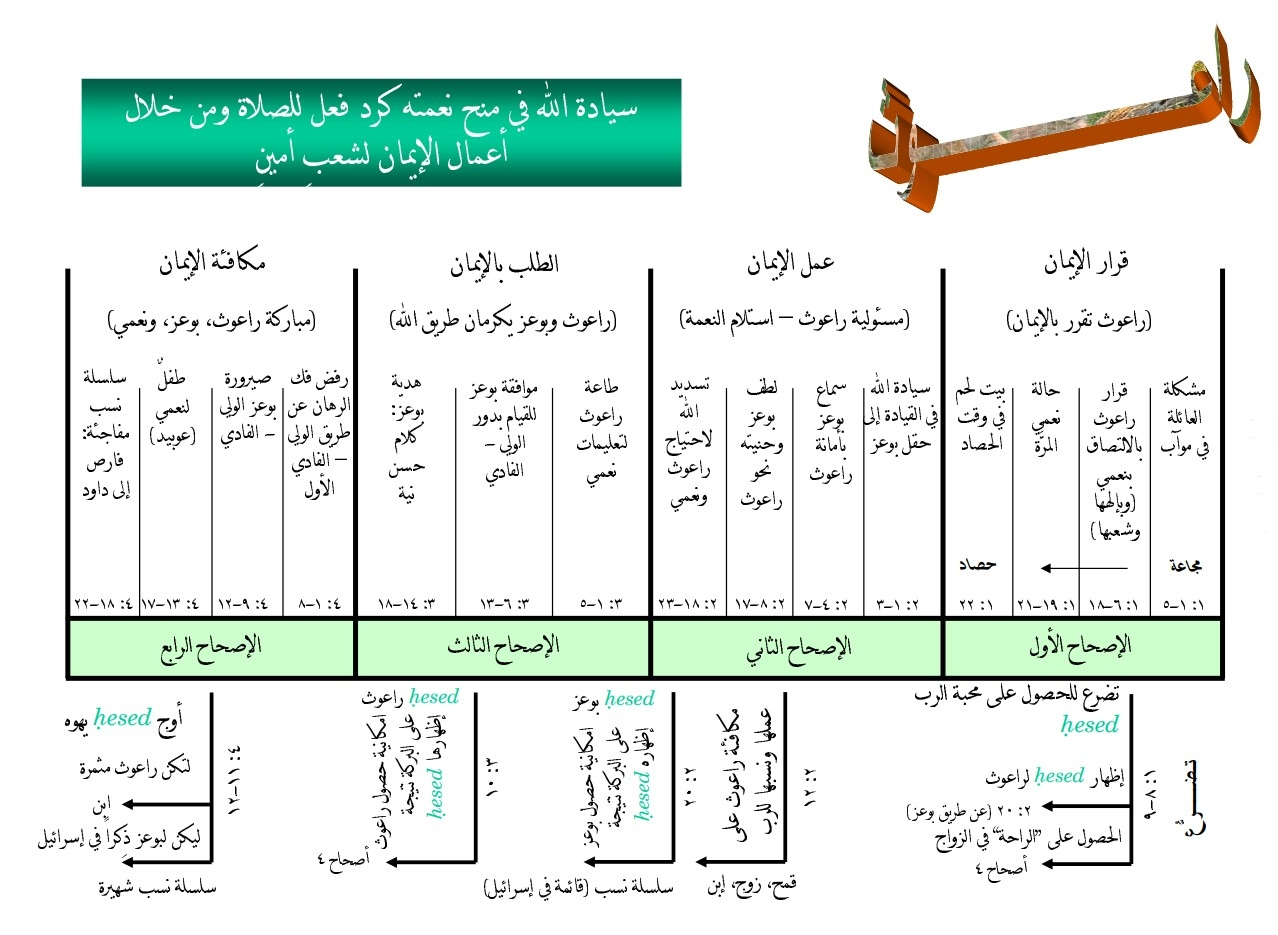 راعوث
سيادة الله في منح نعمته كرد فعل للصلاة ومن خلال
أعمال الإيمان لشعب أمين
قرار الإيمان
(راعوث تقرر بالإيمان)
مشكلة
العائلة
في موآب
مجاعة
١: ١-٥
قرار
راعوث
بالالتصاق
بنعمي
(وبإلهها
وشعبها)
١: ٦-١٨
حالة
نعمي
المرّة
١: ١٩-٢١
بيت لحم
في وقت
الحصاد
حصاد
١: ٢٢
الإصحاح الأول
عمل الإيمان
(مسئولية راعوث – استلام النعمة)
سيادة الله
في القيادة إلى
حقل بوعز
٢: ١-٣
سماع
بوعز
بأمانة
راعوث
٢: ٤-٧
لطف
بوعز
وحنيته
نحو
راعوث
٢: ٨-١٧
تسديد
الله
لاحتياج
راعوث
ونعمي
٢: ١٨-٢٣
الإصحاح الثاني
الطلب بالإيمان
(راعوث وبوعز يكرمان طريق الله)
طاعة
راعوث
لتعليمات
نعمي
٣: ١-٥
موافقة بوعز
للقيام بدور
الولي –
الفادي
٣: ٦-١٣
هدية
بوعز:
كلام
حسن
نية
٣: ١٤-١٨
الإصحاح الثالث
مكافئة الإيمان
(مباركة راعوث، بوعز، ونعمي)
رفض فك
الرهان عن
طريق الولي
– الفادي
الأول
٤: ١-٨
صيرورة
بوعز الولي
– الفادي
٤: ٩-١٢
طفلٌ
لنعمي
(عوبيد)
٤: ١٣-١٧
سلسلة
نسب
مفاجئة:
فارص
إلى داود
٤: ١٨-٢٢
الإصحاح الرابع
تضرُّع
١: ٨-٩
تضرع للحصول على محبة الرب
ḥesed
إظهار ḥesed لراعوث
٢: ٢٠ (عن طريق بوعز)
الحصول على "الراحة" في الزواج
أصحاح ٤
٢: ١٢
مكافئة راعوث على
عملها ونسبها للرب
قمح، زوج، إبن
٢: ٢٠
ḥesed بوعز
امكانية حصول بوعز
على البركة نتيجة
إظهاره ḥesed
سلسلة نسب (قائمة في إسرائيل)
٣: ١٠
ḥesed راعوث
امكانية حصول راعوث
على البركة نتيجة
إظهارها ḥesed
أصحاح ٤
٤: ١١-١٢
أوج ḥesed يهوه
لتكن راعوث مثمرة
ابن
ليكن لبوعز ذَكراً في إسرائيل
سلسلة نسب شهيرة